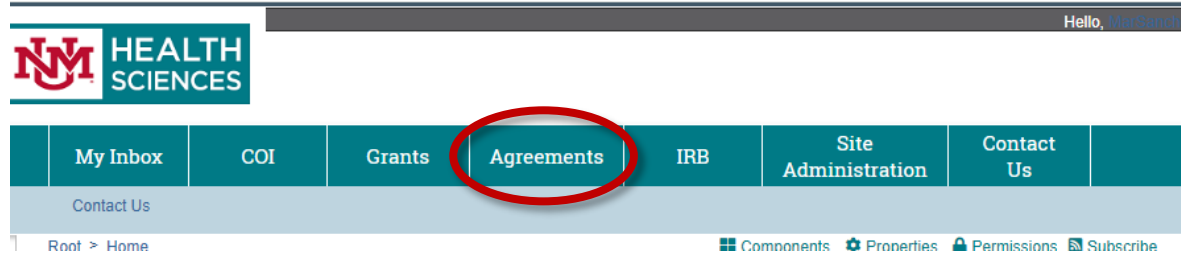 Hello,
NM HEALTH
SCIENCES
My Inbox COI Grants Agreements IRB Site Administration Contact Us
Contact Us
Root > Home Components Properties Permissions Subscribe